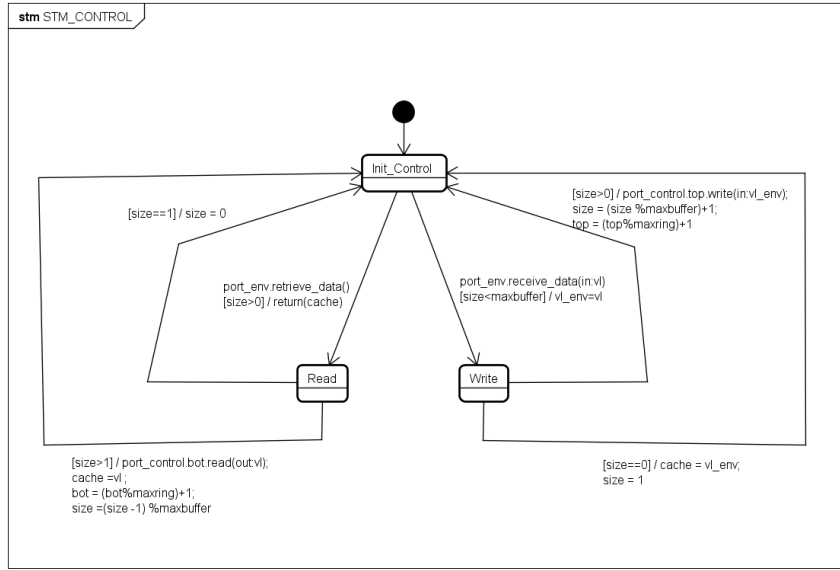 stm STM_CONTROL
Init_Control
[size==1] / size = 0
[size>0] / port_control.top.write(in:vl_env);
size = (size %maxbuffer)+1;
top = (top%maxring)+1
port_env.retrieve_data()
[size>0] / return(cache)
port_env.receive_data(in:vl)
[size<maxbuffer] / vl_env=vl
Read
Write
[size>1] / port_control.bot.read(out:vl);
cache =vl ;
bot = (bot%maxring)+1;
size =(size -1) %maxbuffer
[size==0] / cache = vl_env;
size = 1